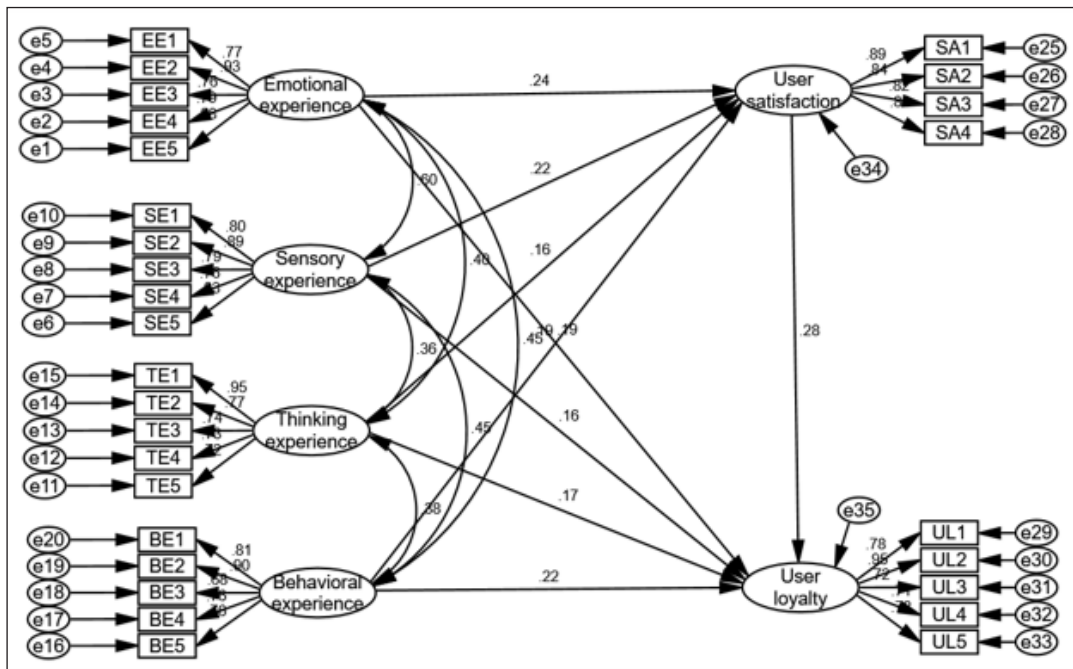 e5
EE1
e4
EE2
e3
EE3
e2
EE4
e1
EE5
.77
.93
Emotional
experience
e10
SE1
e9
SE2
e8
SE3
e7
SE4
e6
SE5
.80
.89
.79
Sensory
experience
e15
TE1
e14
TE2
e13
TE3
e12
TE4
e11
TE5
.95
.77
.74
Thinking
experience
e20
BE1
e19
BE2
e18
BE3
e17
BE4
e16
BE5
.81
.90
Behavioral
experience
.60
.40
.45
.36
.45
.38
.24
.22
.16
.19
.19
.16
.17
.22
.28
User
satisfaction
.89
.84
.82
SA1
e25
SA2
e26
SA3
e27
SA4
e28
e34
e35
User
loyalty
.78
.95
.72
UL1
e29
UL2
e30
UL3
e31
UL4
e32
UL5
e33